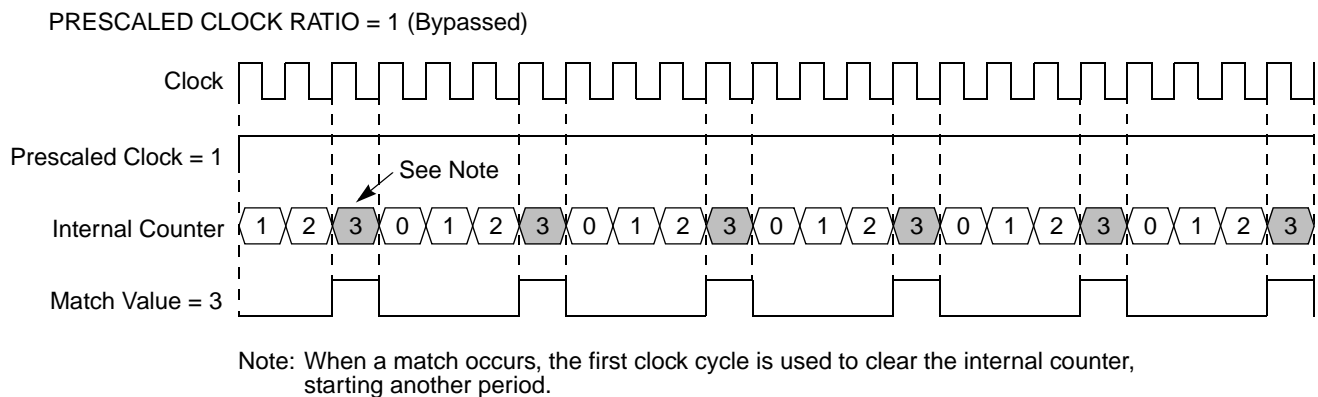 PRESCALED CLOCK RATIO = 1 (Bypassed)
Clock
Prescaled Clock = 1
See Note
Internal Counter 1 2 3 0 1 2 3 0 1 2 3 0 1 2 3 0 1 2 3 0 1 2 3
Match Value = 3
Note: When a match occurs, the first clock cycle is used to clear the internal counter,
starting another period.